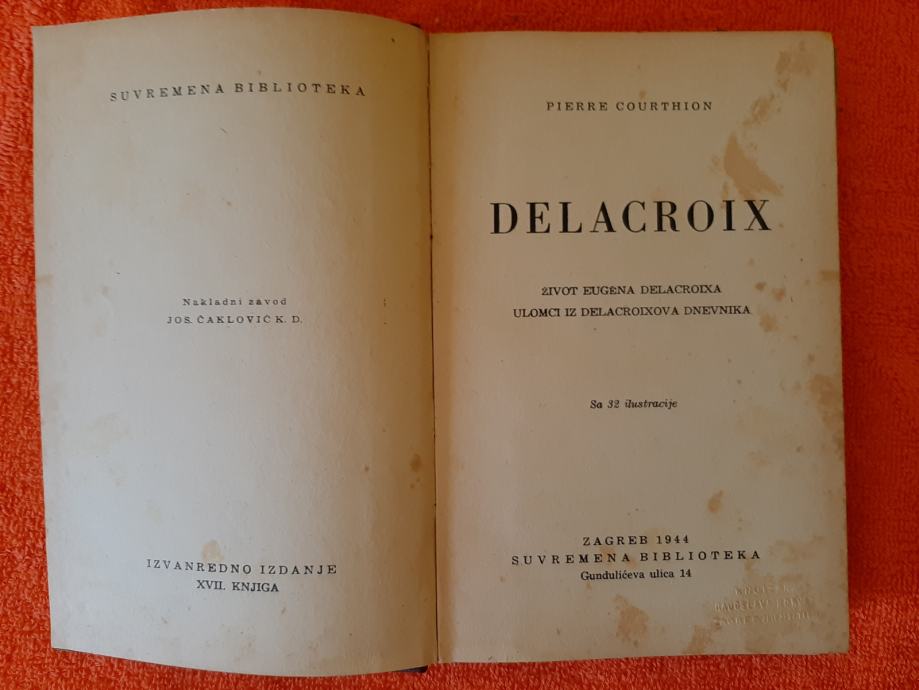 SUVREMENA BIBLIOTEKA
Nakladni zavod
JOS. ČAKLOVIĆ K. D.
IZVANREDNO IZDANJE
XVII. KNJIGA
PIERRE COURTHION
DELACROIX
ŽIVOT EUGÈNA DELACROIXA
ULOMCI IZ DELACROIXOVA DNEVNIKA
Sa 32 ilustracije
ZAGREB 1944
SUVREMENA BIBLIOTEKA
Gundulićeva ulica 14